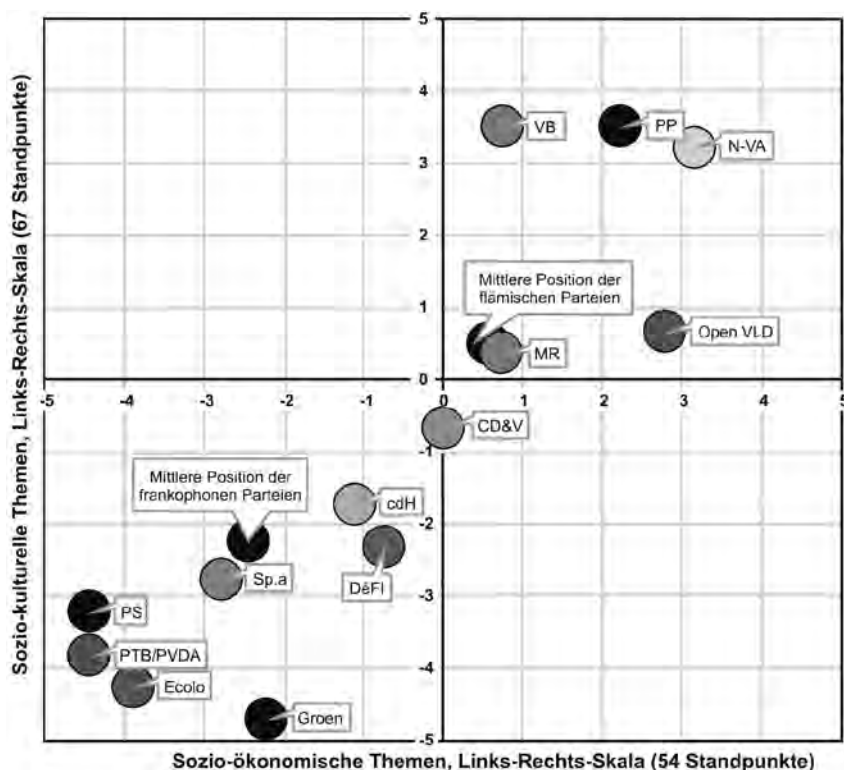 5
4
VB
PP
N-VA
3
2
Mittlere Position der
flämischen Parteien
1
Open VLD
MR
0
-5
-4
-3
-2
-1
0
1
2
3
4
5
CD&V
-1
Mittlere Position der
frankophonen Parteien
cdH
-2
Sp.a
DéFI
-3
PS
PTB/PVDA
-4
Ecolo
Groen
-5
Sozio-kulturelle Themen, Links-Rechts-Skala (67 Standpunkte)
Sozio-ökonomische Themen, Links-Rechts-Skala (54 Standpunkte)